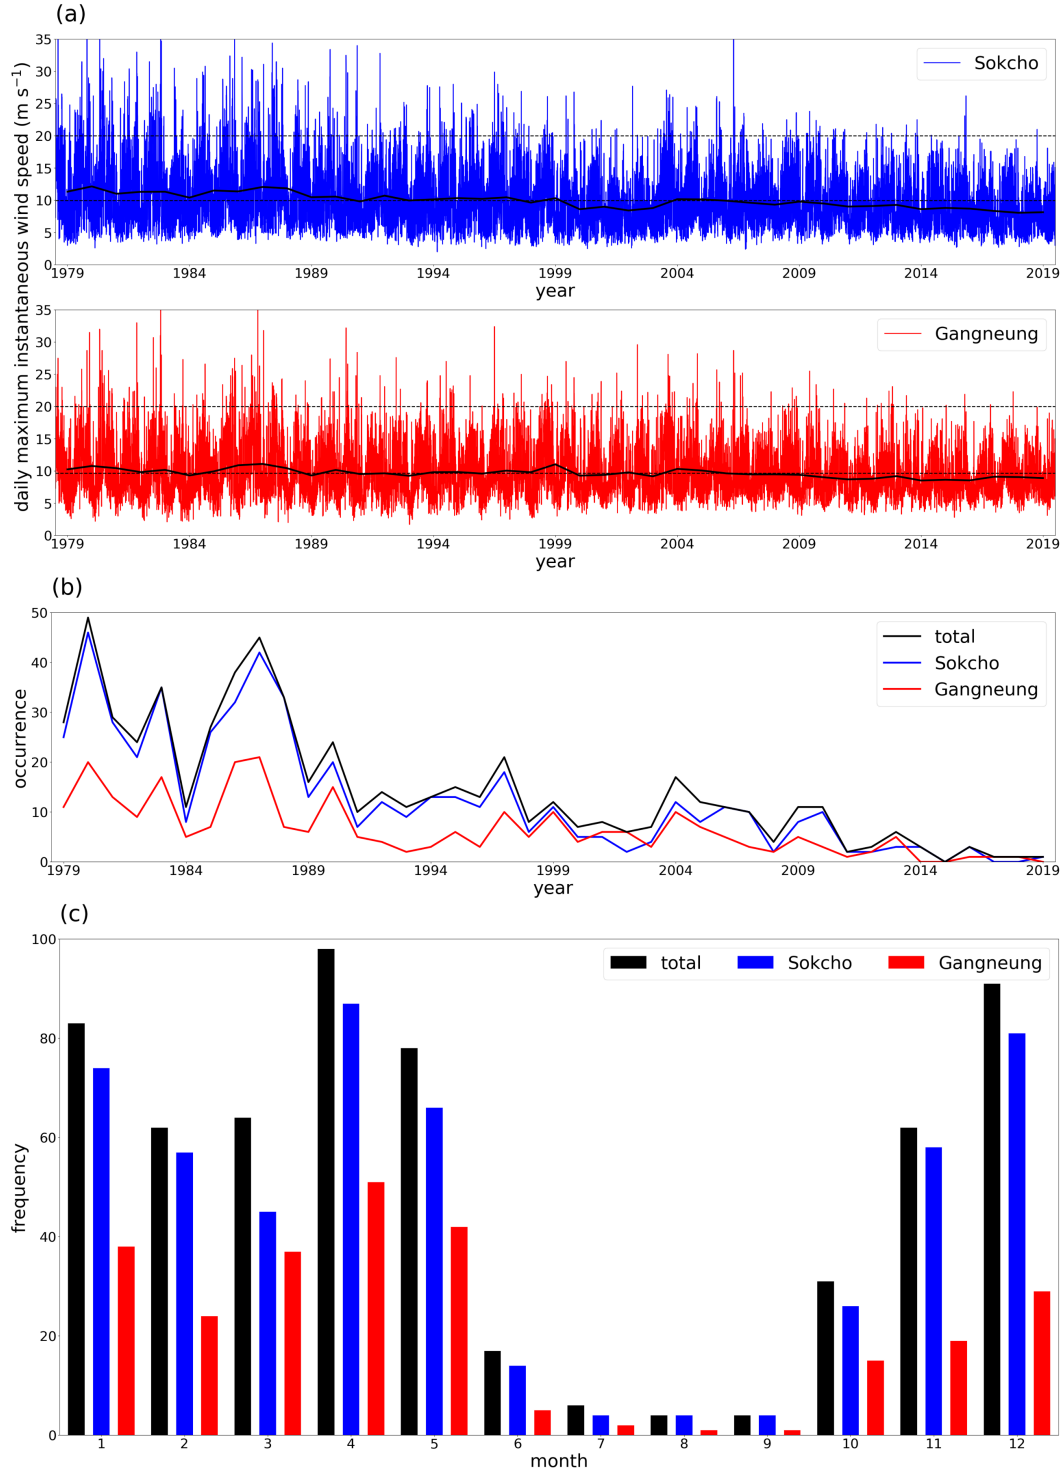 (a)
daily maximum instantaneous wind speed (m s⁻¹)
35
30
25
20
15
10
5
0
Sokcho
1979 1984 1989 1994 1999 2004 2009 2014 2019
year
35
30
25
20
15
10
5
0
Gangneung
1979 1984 1989 1994 1999 2004 2009 2014 2019
year
(b)
occurrence
50
40
30
20
10
0
total
Sokcho
Gangneung
1979 1984 1989 1994 1999 2004 2009 2014 2019
year
(c)
frequency
100
80
60
40
20
0
total Sokcho Gangneung
1 2 3 4 5 6 7 8 9 10 11 12
month